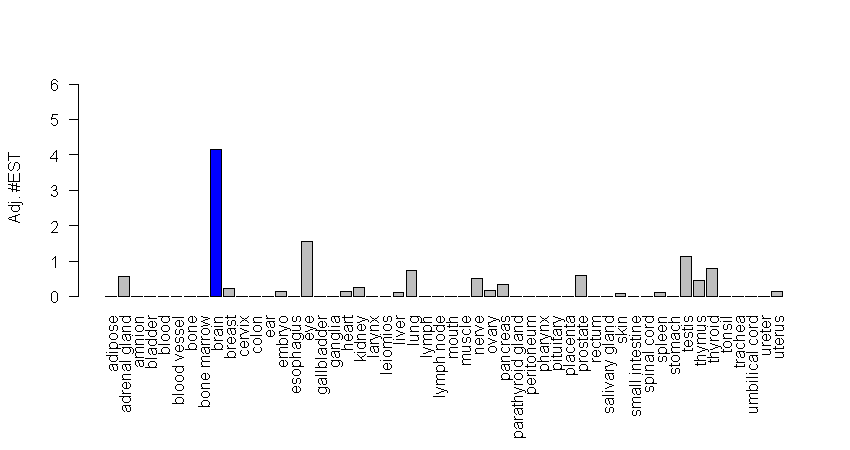 6
5
4
3
2
1
0
Adj. #EST
adipose
adrenal gland
amnion
bladder
blood
blood vessel
bone
bone marrow
brain
breast
cervix
colon
ear
embryo
esophagus
eye
gallbladder
ganglia
heart
kidney
larynx
leiomios
liver
lung
lymph
lymph node
mouth
muscle
nerve
ovary
pancreas
parathyroid gland
peritoneum
pharynx
pituitary
placenta
prostate
rectum
salivary gland
skin
small intestine
spinal cord
spleen
stomach
testis
thymus
thyroid
tonsil
trachea
umbilical cord
ureter
uterus